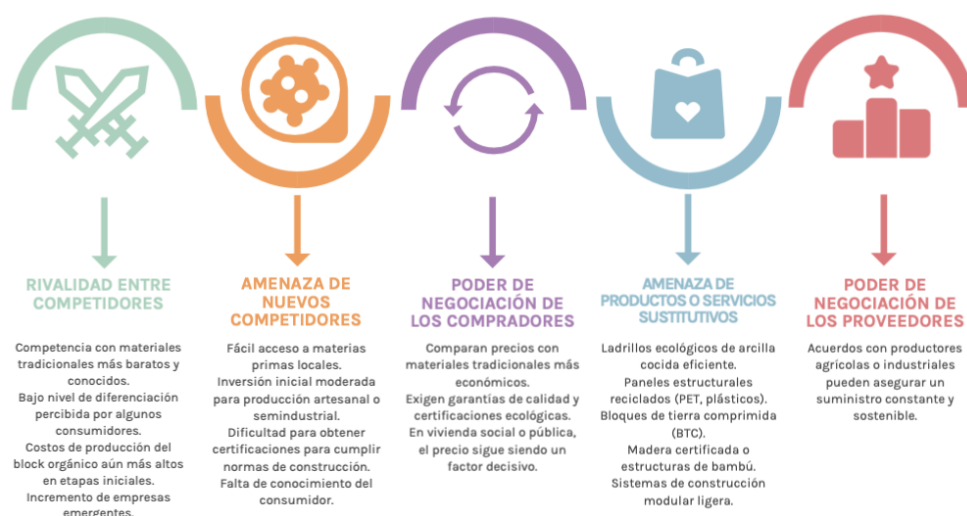 RIVALIDAD ENTRE
COMPETIDORES
Competencia con materiales
tradicionales más baratos y
conocidos.
Bajo nivel de diferenciación
percibida por algunos
consumidores.
Costos de producción del
block orgánico aún más altos
en etapas iniciales.
Incremento de empresas
emergentes.
AMENAZA DE
NUEVOS
COMPETIDORES
Fácil acceso a materias
primas locales.
Inversión inicial moderada
para producción artesanal o
semindustrial.
Dificultad para obtener
certificaciones para cumplir
normas de construcción.
Falta de conocimiento del
consumidor.
PODER DE
NEGOCIACIÓN DE
LOS COMPRADORES
Comparan precios con
materiales tradicionales más
económicos.
Exigen garantías de calidad y
certificaciones ecológicas.
En vivienda social o pública,
el precio sigue siendo un
factor decisivo.
AMENAZA DE
PRODUCTOS O SERVICIOS
SUSTITUTIVOS
Ladrillos ecológicos de arcilla
cocida eficiente.
Paneles estructurales
reciclados (PET, plásticos).
Bloques de tierra comprimida
(BTC).
Madera certificada o
estructuras de bambú.
Sistemas de construcción
modular ligera.
PODER DE
NEGOCIACIÓN DE
LOS PROVEEDORES
Acuerdos con productores
agrícolas o industriales
pueden asegurar un
suministro constante y
sostenible.